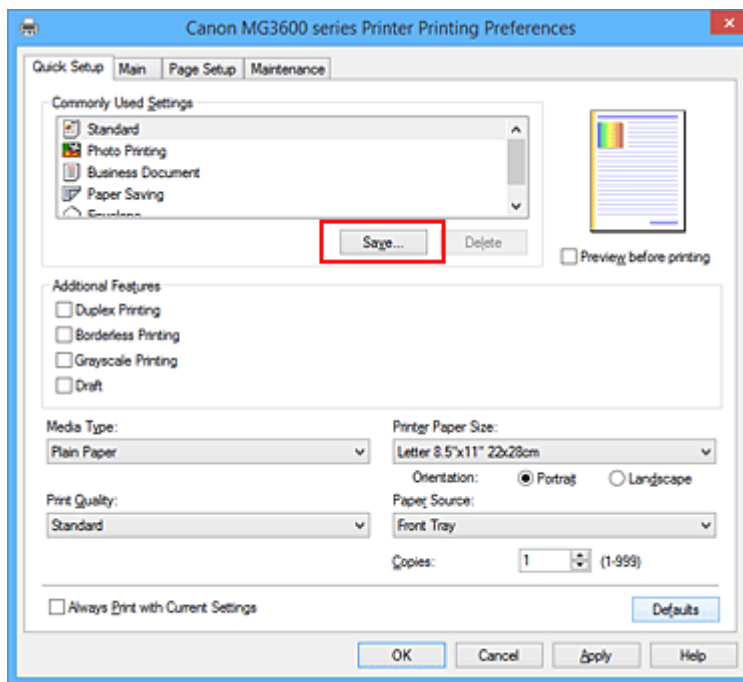 Canon MG3600 series Printer Printing Preferences
Quick Setup Main Page Setup Maintenance
Commonly Used Settings
Standard
Photo Printing
Business Document
Paper Saving
Envelope
Save... Delete
Preview before printing
Additional Features
Duplex Printing
Borderless Printing
Grayscale Printing
Draft
Media Type: Printer Paper Size:
Plain Paper Letter 8.5"x11" 22x28cm
Orientation: Portrait Landscape
Print Quality: Paper Source:
Standard Front Tray
Copies: 1 (1-999)
Always Print with Current Settings Defaults
OK Cancel Apply Help